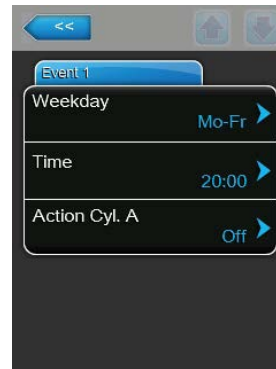 <<
Event 1
Weekday
Mo-Fr
Time
20:00
Action Cyl. A
Off